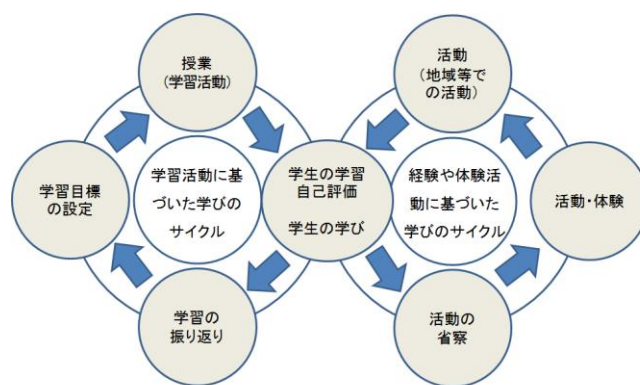 授業
(学習活動)
活動
(地域等で
の活動)
学習目標
の設定
学習活動に基
づいた学びの
サイクル
学生の学習
自己評価
学生の学び
経験や体験活
動に基づいた
学びのサイクル
活動・体験
学習の
振り返り
活動の
省察